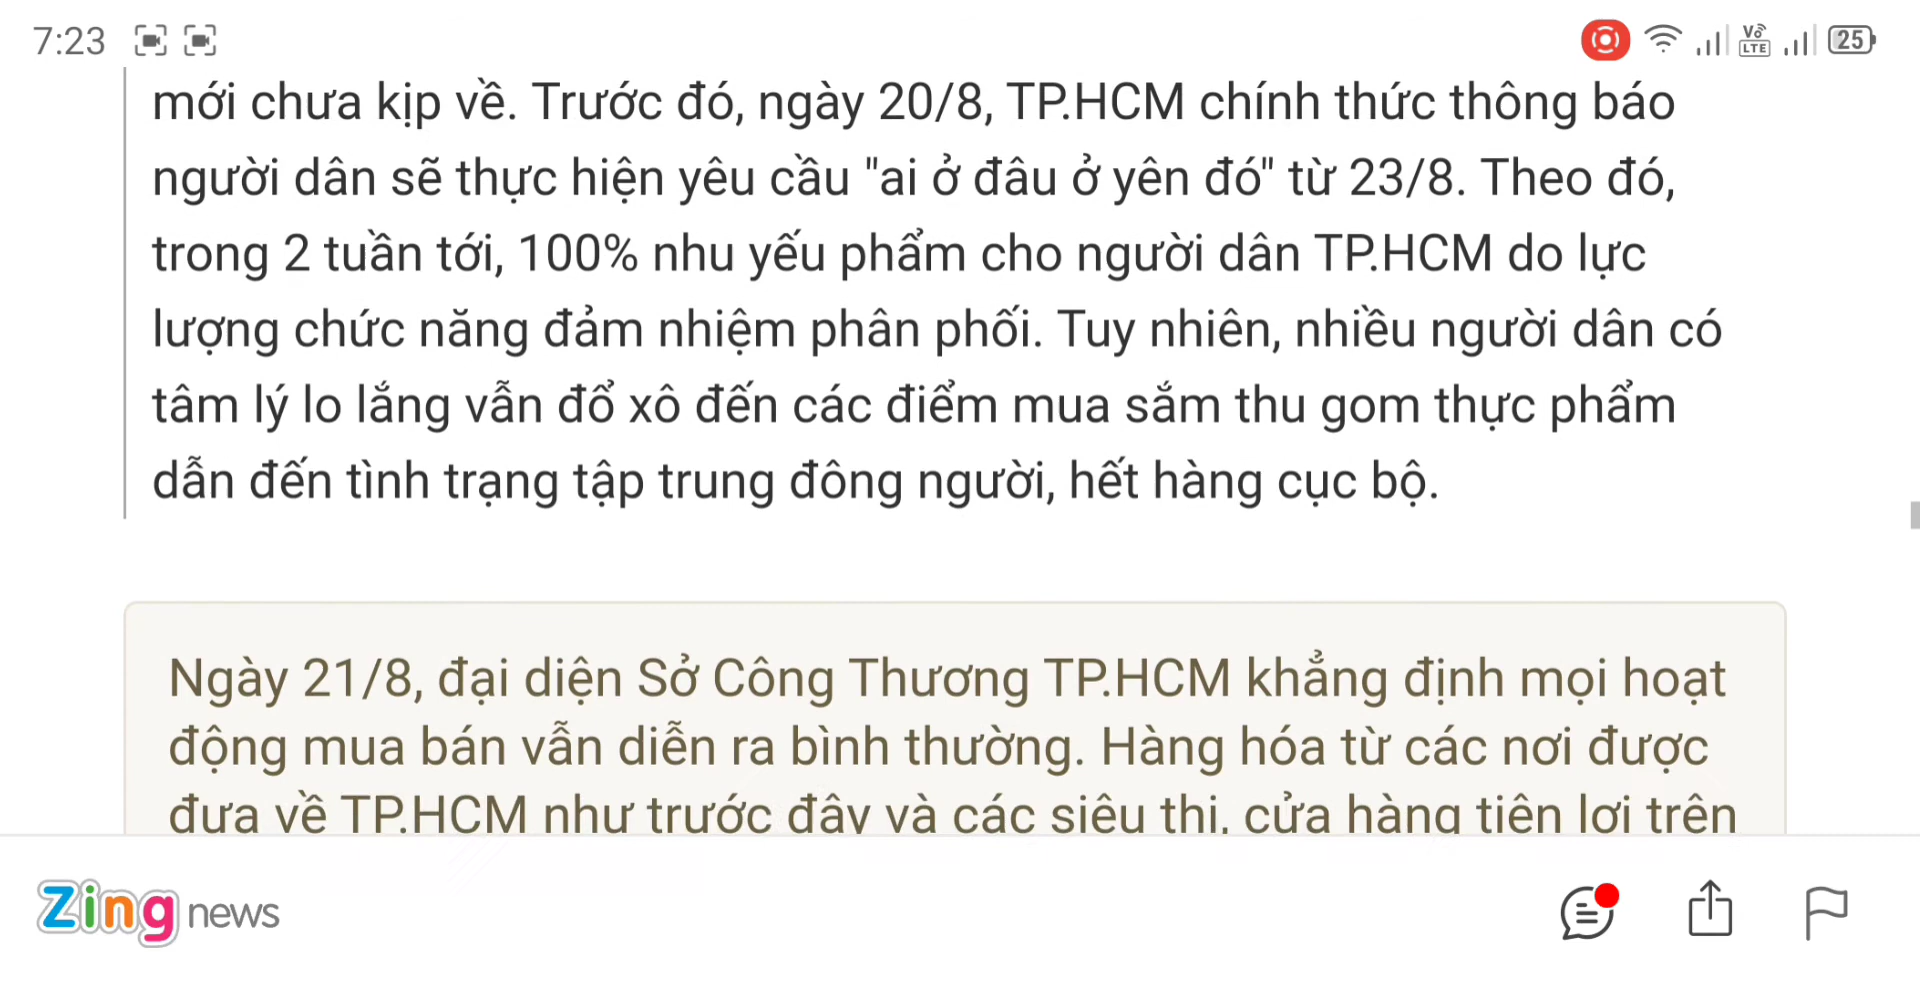 7:23
Vo LTE
25
mới chưa kịp về. Trước đó, ngày 20/8, TP.HCM chính thức thông báo
người dân sẽ thực hiện yêu cầu "ai ở đâu ở yên đó" từ 23/8. Theo đó,
trong 2 tuần tới, 100% nhu yếu phẩm cho người dân TP.HCM do lực
lượng chức năng đảm nhiệm phân phối. Tuy nhiên, nhiều người dân có
tâm lý lo lắng vẫn đổ xô đến các điểm mua sắm thu gom thực phẩm
dẫn đến tình trạng tập trung đông người, hết hàng cục bộ.
Ngày 21/8, đại diện Sở Công Thương TP.HCM khẳng định mọi hoạt
động mua bán vẫn diễn ra bình thường. Hàng hóa từ các nơi được
đưa về TP.HCM như trước đây và các siêu thị, cửa hàng tiện lợi trên
Zing news